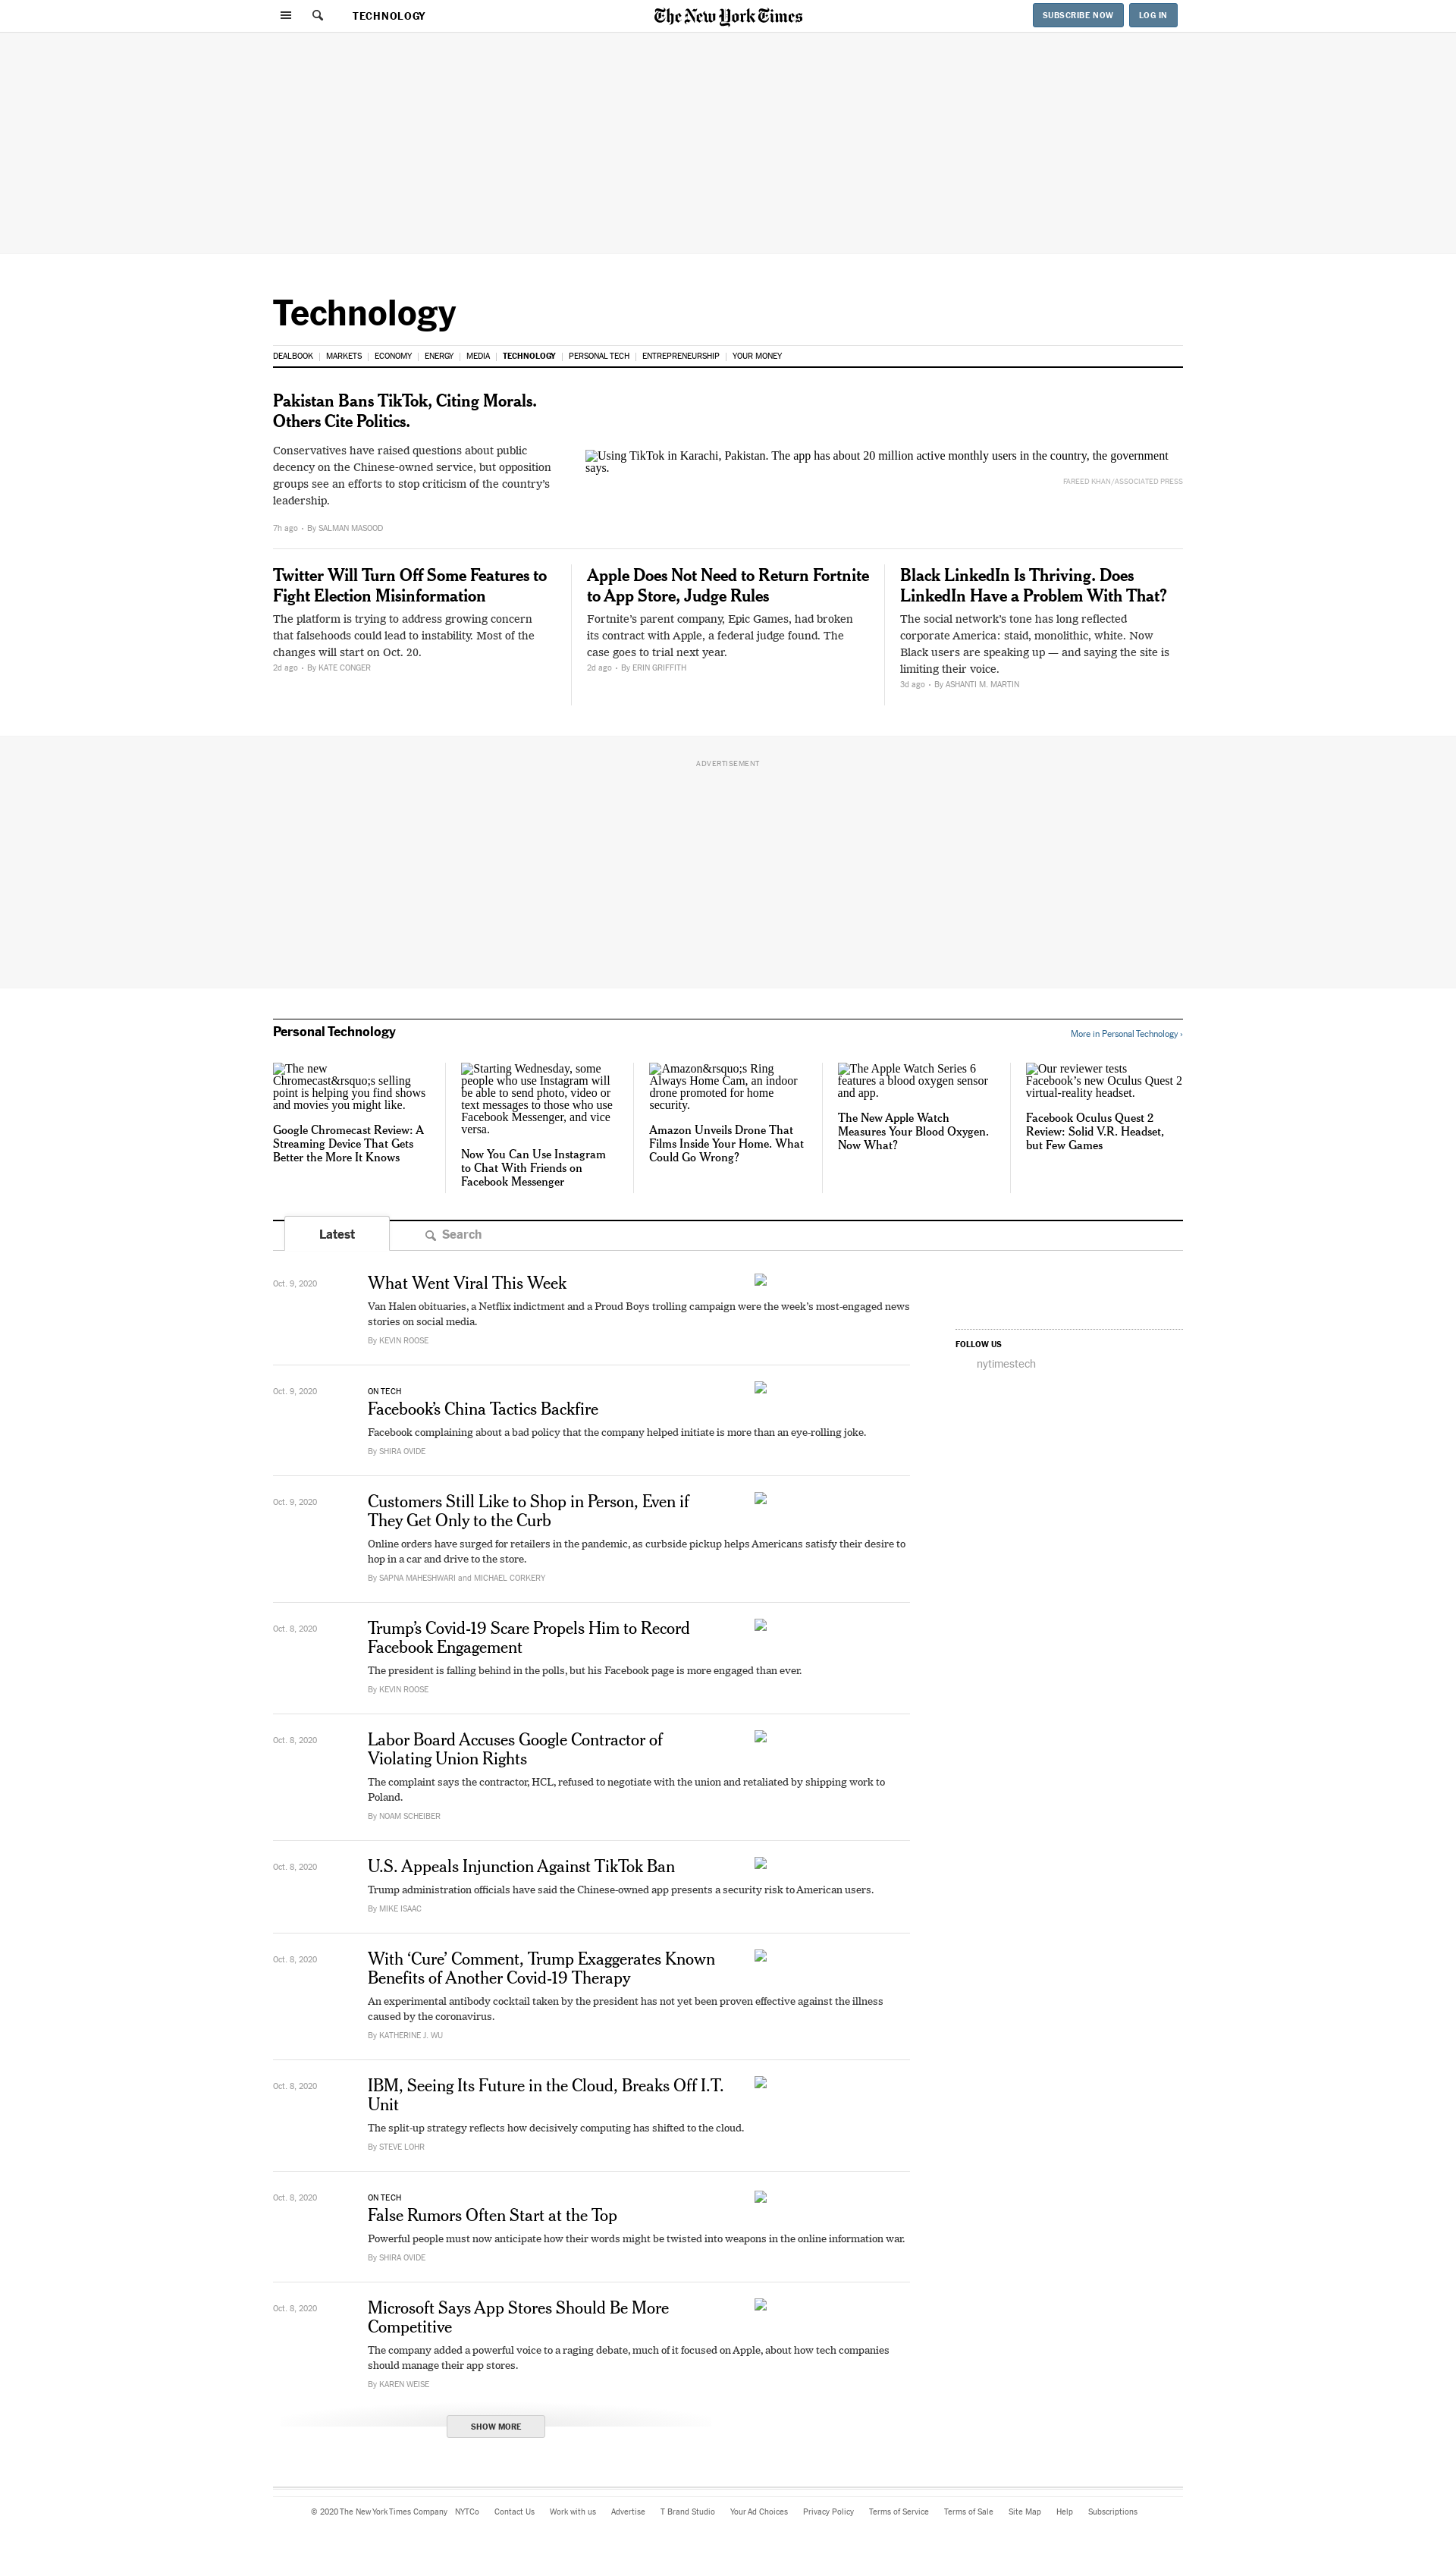 TECHNOLOGY
The New York Times
SUBSCRIBE NOW
LOG IN
Technology
DEALBOOK | MARKETS | ECONOMY | ENERGY | MEDIA | TECHNOLOGY | PERSONAL TECH | ENTREPRENEURSHIP | YOUR MONEY
Pakistan Bans TikTok, Citing Morals.
Others Cite Politics.
Conservatives have raised questions about public
decency on the Chinese-owned service, but opposition
groups see an efforts to stop criticism of the country’s
leadership.
7h ago • By SALMAN MASOOD
Using TikTok in Karachi, Pakistan. The app has about 20 million active monthly users in the country, the government
says.
FAREED KHAN/ASSOCIATED PRESS
Twitter Will Turn Off Some Features to
Fight Election Misinformation
The platform is trying to address growing concern
that falsehoods could lead to instability. Most of the
changes will start on Oct. 20.
2d ago • By KATE CONGER
Apple Does Not Need to Return Fortnite
to App Store, Judge Rules
Fortnite’s parent company, Epic Games, had broken
its contract with Apple, a federal judge found. The
case goes to trial next year.
2d ago • By ERIN GRIFFITH
Black LinkedIn Is Thriving. Does
LinkedIn Have a Problem With That?
The social network’s tone has long reflected
corporate America: staid, monolithic, white. Now
Black users are speaking up — and saying the site is
limiting their voice.
3d ago • By ASHANTI M. MARTIN
ADVERTISEMENT
Personal Technology
More in Personal Technology ›
The new
Chromecast&rsquo;s selling
point is helping you find shows
and movies you might like.
Google Chromecast Review: A
Streaming Device That Gets
Better the More It Knows
Starting Wednesday, some
people who use Instagram will
be able to send photo, video or
text messages to those who use
Facebook Messenger, and vice
versa.
Now You Can Use Instagram
to Chat With Friends on
Facebook Messenger
Amazon&rsquo;s Ring
Always Home Cam, an indoor
drone promoted for home
security.
Amazon Unveils Drone That
Films Inside Your Home. What
Could Go Wrong?
The Apple Watch Series 6
features a blood oxygen sensor
and app.
The New Apple Watch
Measures Your Blood Oxygen.
Now What?
Our reviewer tests
Facebook’s new Oculus Quest 2
virtual-reality headset.
Facebook Oculus Quest 2
Review: Solid V.R. Headset,
but Few Games
Latest
Search
Oct. 9, 2020
What Went Viral This Week
Van Halen obituaries, a Netflix indictment and a Proud Boys trolling campaign were the week’s most-engaged news
stories on social media.
By KEVIN ROOSE
FOLLOW US
nytimestech
Oct. 9, 2020
ON TECH
Facebook’s China Tactics Backfire
Facebook complaining about a bad policy that the company helped initiate is more than an eye-rolling joke.
By SHIRA OVIDE
Oct. 9, 2020
Customers Still Like to Shop in Person, Even if
They Get Only to the Curb
Online orders have surged for retailers in the pandemic, as curbside pickup helps Americans satisfy their desire to
hop in a car and drive to the store.
By SAPNA MAHESHWARI and MICHAEL CORKERY
Oct. 8, 2020
Trump’s Covid-19 Scare Propels Him to Record
Facebook Engagement
The president is falling behind in the polls, but his Facebook page is more engaged than ever.
By KEVIN ROOSE
Oct. 8, 2020
Labor Board Accuses Google Contractor of
Violating Union Rights
The complaint says the contractor, HCL, refused to negotiate with the union and retaliated by shipping work to
Poland.
By NOAM SCHEIBER
Oct. 8, 2020
U.S. Appeals Injunction Against TikTok Ban
Trump administration officials have said the Chinese-owned app presents a security risk to American users.
By MIKE ISAAC
Oct. 8, 2020
With ‘Cure’ Comment, Trump Exaggerates Known
Benefits of Another Covid-19 Therapy
An experimental antibody cocktail taken by the president has not yet been proven effective against the illness
caused by the coronavirus.
By KATHERINE J. WU
Oct. 8, 2020
IBM, Seeing Its Future in the Cloud, Breaks Off I.T.
Unit
The split-up strategy reflects how decisively computing has shifted to the cloud.
By STEVE LOHR
Oct. 8, 2020
ON TECH
False Rumors Often Start at the Top
Powerful people must now anticipate how their words might be twisted into weapons in the online information war.
By SHIRA OVIDE
Oct. 8, 2020
Microsoft Says App Stores Should Be More
Competitive
The company added a powerful voice to a raging debate, much of it focused on Apple, about how tech companies
should manage their app stores.
By KAREN WEISE
SHOW MORE
© 2020 The New York Times Company NYTCo Contact Us Work with us Advertise T Brand Studio Your Ad Choices Privacy Policy Terms of Service Terms of Sale Site Map Help Subscriptions